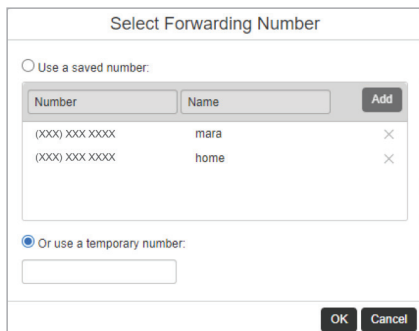 Select Forwarding Number
Use a saved number:
Number Name Add
(XXX) XXX XXXX mara
(XXX) XXX XXXX home
Or use a temporary number:
OK Cancel